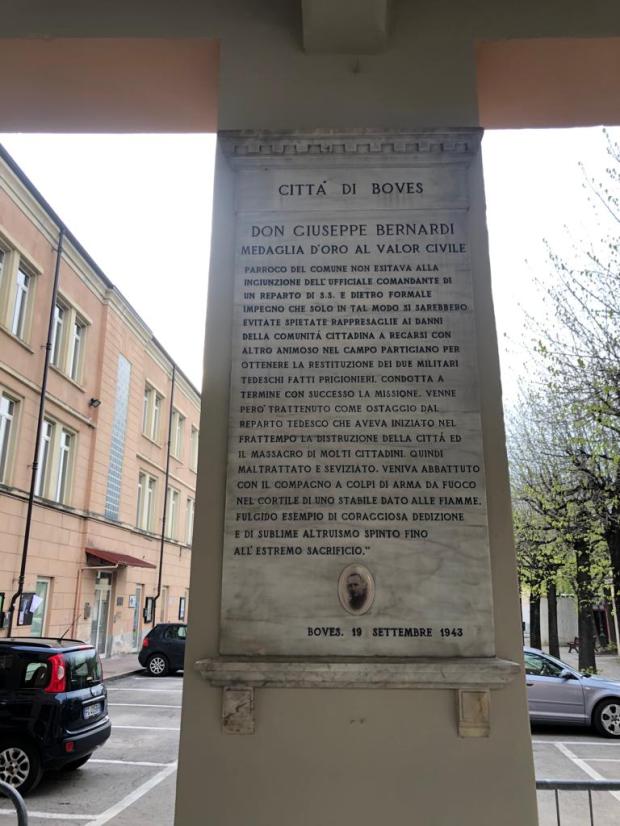 CITTÁ DI BOVES
DON GIUSEPPE BERNARDI
MEDAGLIA D'ORO AL VALOR CIVILE
PARROCO DEL COMUNE NON ESITAVA ALLA
INGIUNZIONE DELL'UFFICIALE COMANDANTE DI
UN REPARTO DI S.S. E DIETRO FORMALE
IMPEGNO CHE SOLO IN TAL MODO SI SAREBBERO
EVITATE SPIETATE RAPPRESAGLIE AI DANNI
DELLA COMUNITÁ CITTADINA A RECARSI CON
ALTRO ANIMOSO NEL CAMPO PARTIGIANO PER
OTTENERE LA RESTITUZIONE DEI DUE MILITARI
TEDESCHI FATTI PRIGIONIERI. CONDOTTA A
TERMINE CON SUCCESSO LA MISSIONE. VENNE
PERO' TRATTENUTO COME OSTAGGIO DAL
REPARTO TEDESCO CHE AVEVA INIZIATO NEL
FRATTEMPO LA DISTRUZIONE DELLA CITTÁ ED
IL MASSACRO DI MOLTI CITTADINI. QUINDI
MALTRATTATO E SEVIZIATO. VENIVA ABBATTUTO
CON IL COMPAGNO A COLPI DI ARMA DA FUOCO
NEL CORTILE DI UNO STABILE DATO ALLE FIAMME.
FULGIDO ESEMPIO DI CORAGGIOSA DEDIZIONE
E DI SUBLIME ALTRUISMO SPINTO FINO
ALL'ESTREMO SACRIFICIO."
BOVES. 19 SETTEMBRE 1943